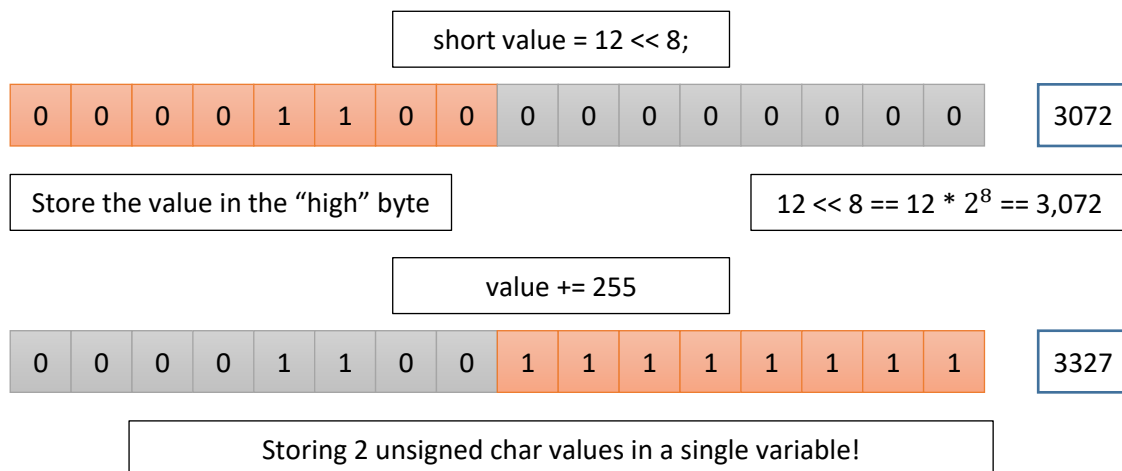 short value = 12 << 8;
0 0 0 0 1 1 0 0 0 0 0 0 0 0 0 0 3072
Store the value in the “high” byte 12 << 8 == 12 * 2⁸ == 3,072
value += 255
0 0 0 0 1 1 0 0 1 1 1 1 1 1 1 1 3327
Storing 2 unsigned char values in a single variable!